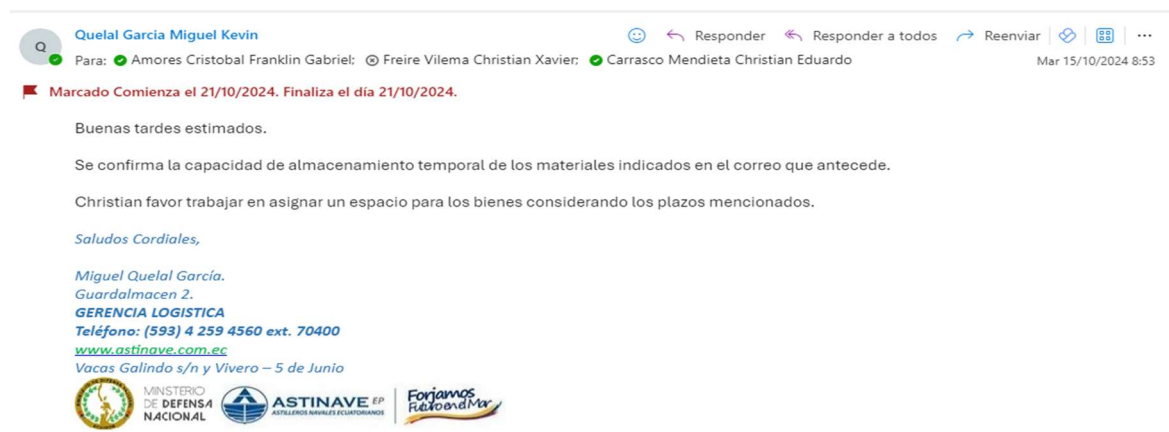 Q
Quelal Garcia Miguel Kevin
Responder Responder a todos Reenviar
Para: Amores Cristobal Franklin Gabriel; Freire Vilema Christian Xavier; Carrasco Mendieta Christian Eduardo
Mar 15/10/2024 8:53
Marcado Comienza el 21/10/2024. Finaliza el día 21/10/2024.
Buenas tardes estimados.
Se confirma la capacidad de almacenamiento temporal de los materiales indicados en el correo que antecede.
Christian favor trabajar en asignar un espacio para los bienes considerando los plazos mencionados.
Saludos Cordiales,
Miguel Quelal García.
Guardalmacen 2.
GERENCIA LOGISTICA
Teléfono: (593) 4 259 4560 ext. 70400
www.astinave.com.ec
Vacas Galindo s/n y Vivero – 5 de Junio
MINISTERIO
DE DEFENSA
NACIONAL
ASTINAVE EP
ASTILLEROS NAVALES ECUATORIANOS
Forjamos
Futuro en el Mar